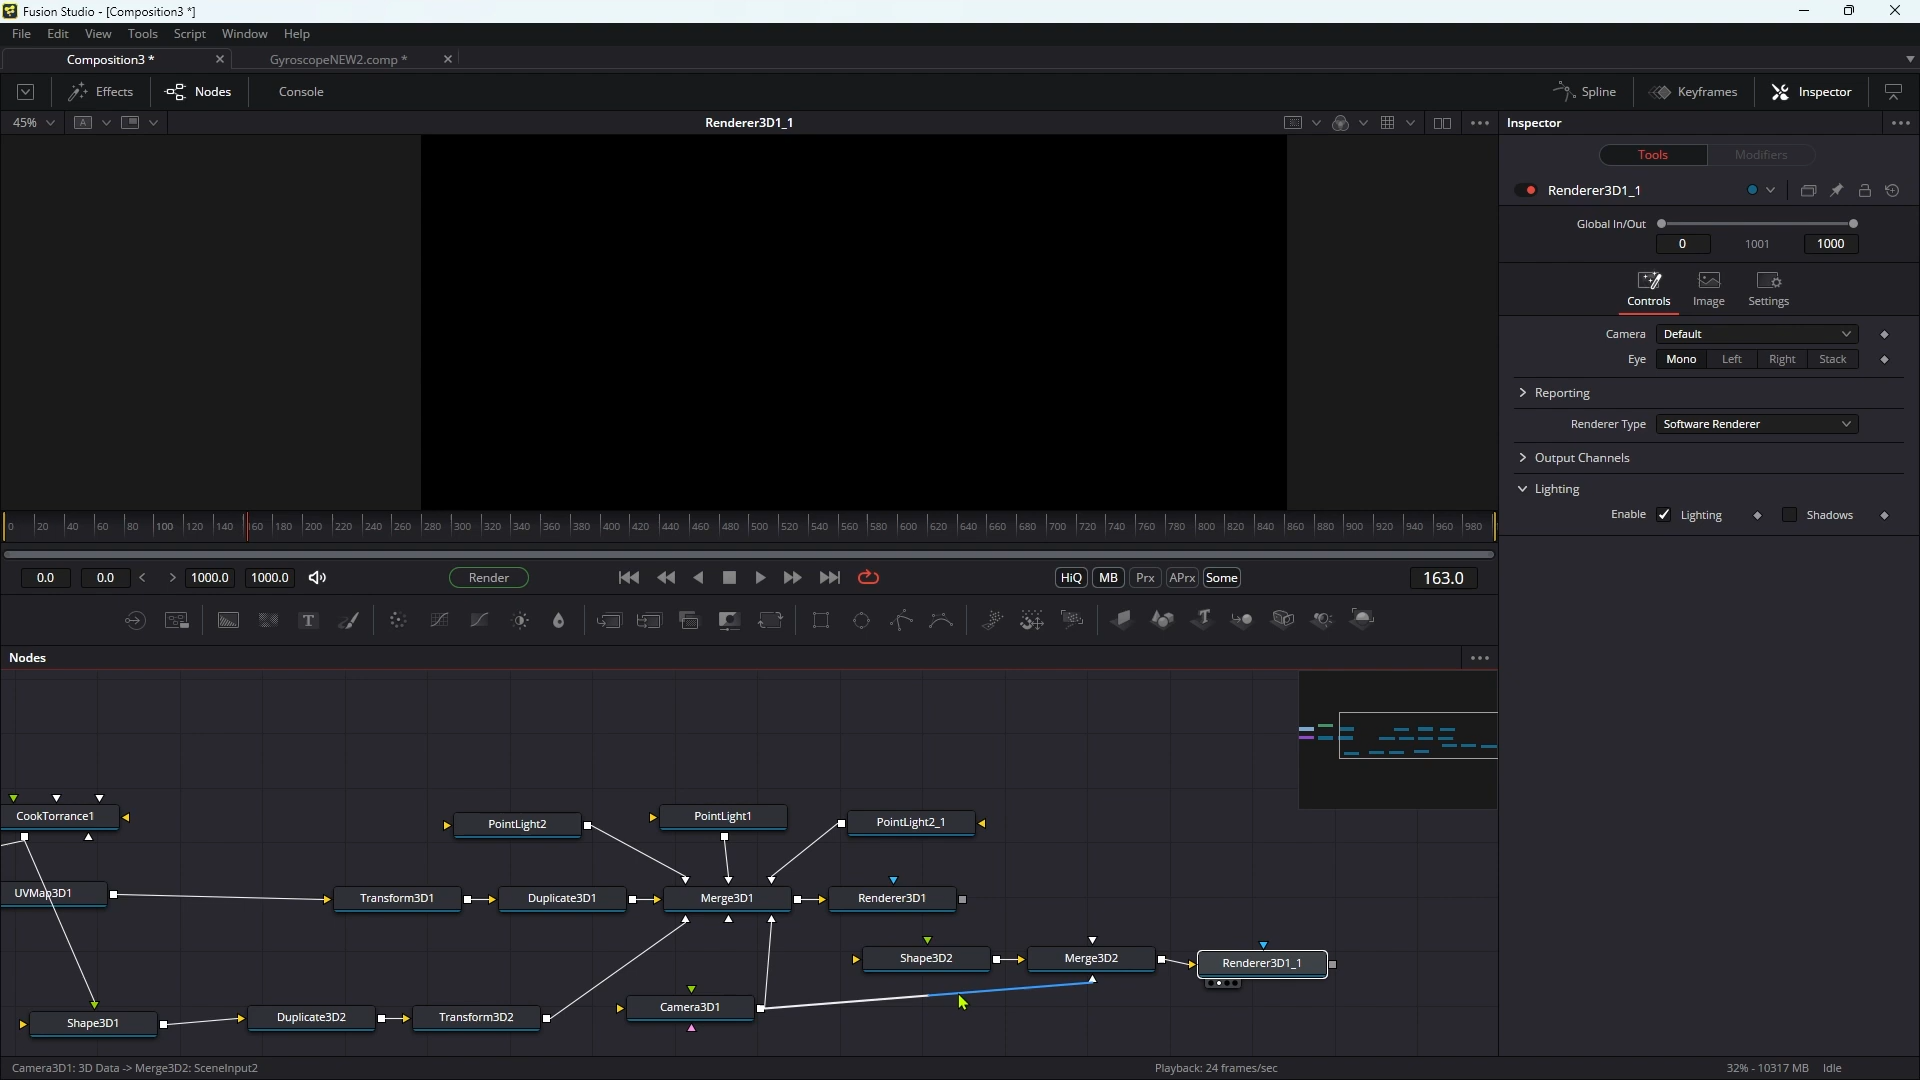 Fusion Studio - [Composition3 *]
File Edit View Tools Script Window Help
Composition3 * GyroscopeNEW2.comp *
Effects Nodes Console Spline Keyframes Inspector
45% A Renderer3D1_1 Inspector
Tools Modifiers
Renderer3D1_1
Global In/Out
0 1001 1000
Controls Image Settings
Camera Default
Eye Mono Left Right Stack
Reporting
Renderer Type Software Renderer
Output Channels
Lighting
Enable Lighting Shadows
0 20 40 60 80 100 120 140 160 180 200 220 240 260 280 300 320 340 360 380 400 420 440 460 480 500 520 540 560 580 600 620 640 660 680 700 720 740 760 780 800 820 840 860 880 900 920 940 960 980
0.0 0.0 < > 1000.0 1000.0 Render HiQ MB Prx APrx Some 163.0
T T
Nodes
CookTorrance1 PointLight2 PointLight1 PointLight2_1
UVMap3D1 Transform3D1 Duplicate3D1 Merge3D1 Renderer3D1
Shape3D2 Merge3D2 Renderer3D1_1
Shape3D1 Duplicate3D2 Transform3D2 Camera3D1
Camera3D1: 3D Data -> Merge3D2: SceneInput2 Playback: 24 frames/sec 32% - 10317 MB Idle